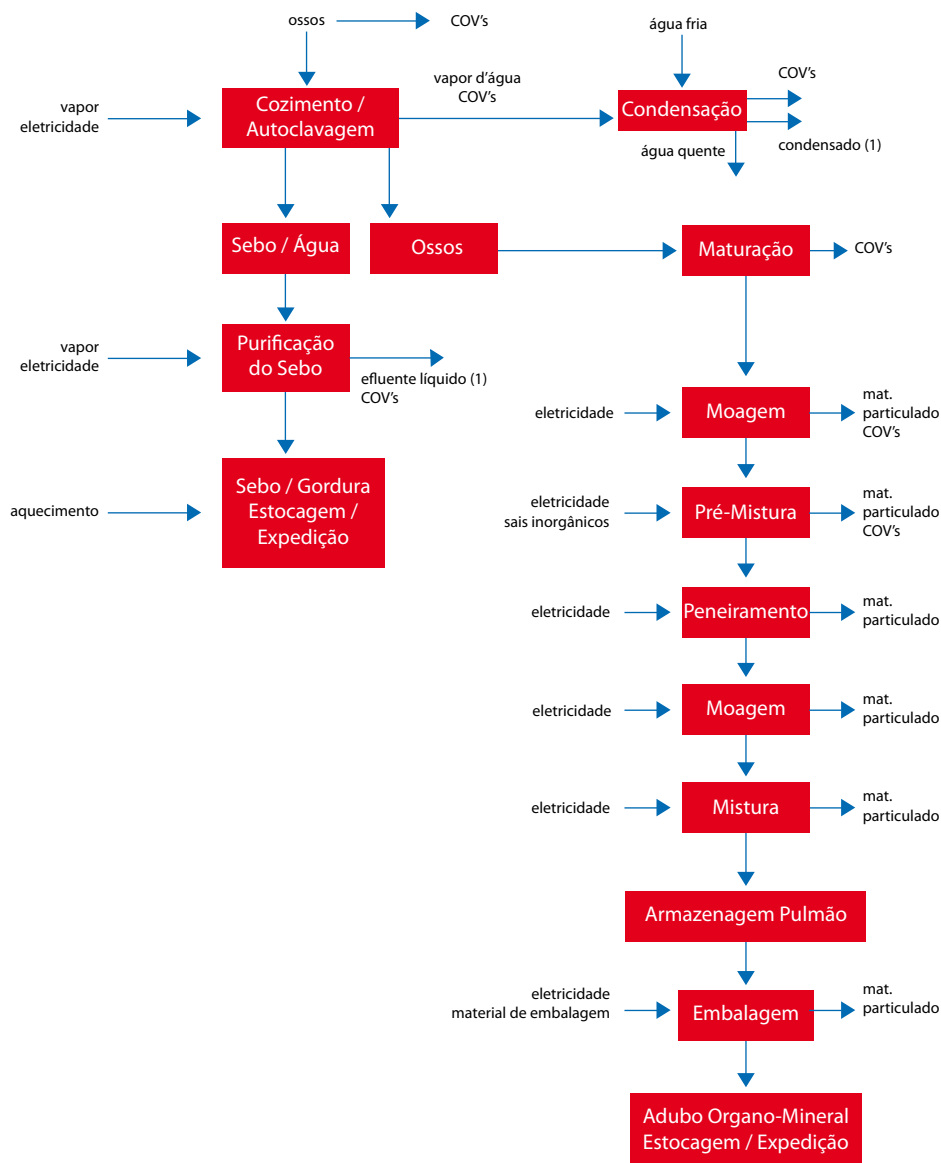 ossos
COV's
água fria
vapor
eletricidade
Cozimento /
Autoclavagem
vapor d'água
COV's
Condensação
COV's
condensado (1)
água quente
Sebo / Água
Ossos
Maturação
COV's
vapor
eletricidade
Purificação
do Sebo
efluente líquido (1)
COV's
eletricidade
Moagem
mat.
particulado
COV's
aquecimento
Sebo / Gordura
Estocagem /
Expedição
eletricidade
sais inorgânicos
Pré-Mistura
mat.
particulado
COV's
eletricidade
Peneiramento
mat.
particulado
eletricidade
Moagem
mat.
particulado
eletricidade
Mistura
mat.
particulado
Armazenagem Pulmão
eletricidade
material de embalagem
Embalagem
mat.
particulado
Adubo Organo-Mineral
Estocagem / Expedição